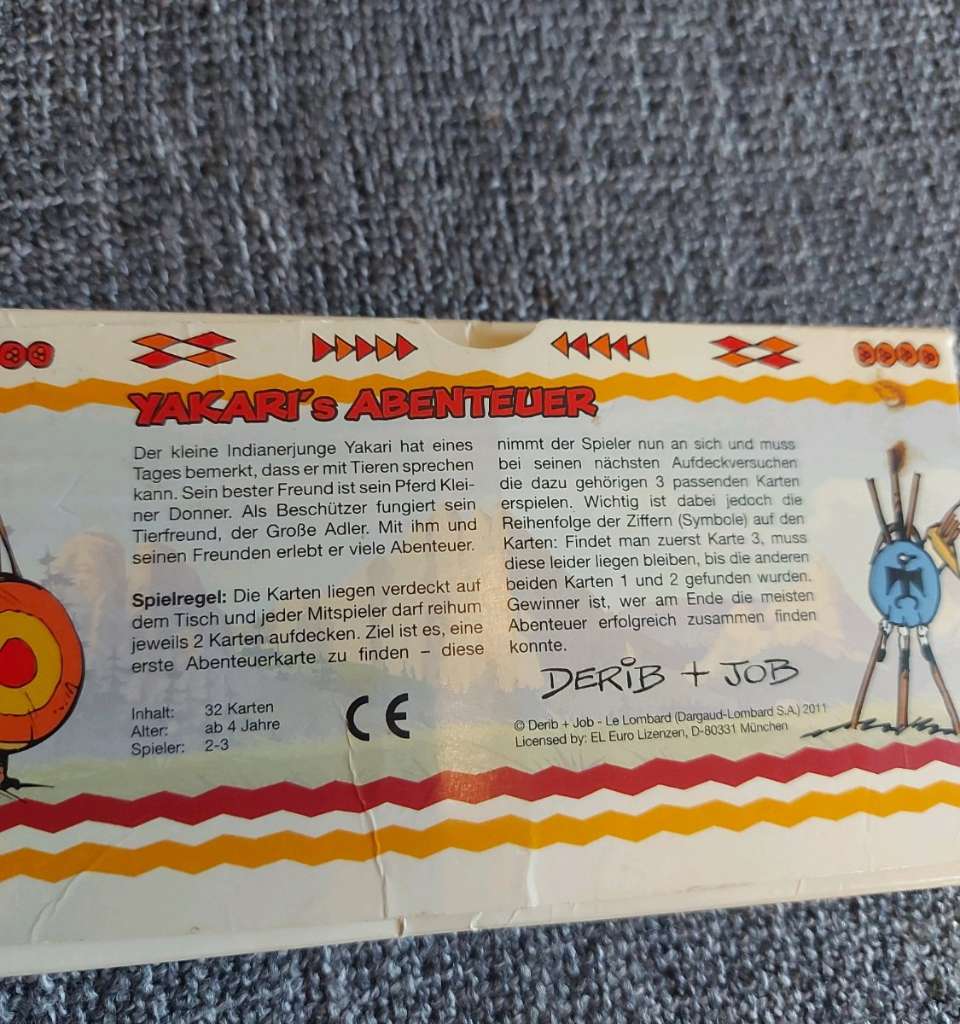 YAKARI's ABENTEUER
Der kleine Indianerjunge Yakari hat eines
Tages bemerkt, dass er mit Tieren sprechen
kann. Sein bester Freund ist sein Pferd Klei-
ner Donner. Als Beschützer fungiert sein
Tierfreund, der Große Adler. Mit ihm und
seinen Freunden erlebt er viele Abenteuer.
Spielregel: Die Karten liegen verdeckt auf
dem Tisch und jeder Mitspieler darf reihum
jeweils 2 Karten aufdecken. Ziel ist es, eine
erste Abenteuerkarte zu finden – diese
nimmt der Spieler nun an sich und muss
bei seinen nächsten Aufdeckversuchen
die dazu gehörigen 3 passenden Karten
erspielen. Wichtig ist dabei jedoch die
Reihenfolge der Ziffern (Symbole) auf den
Karten: Findet man zuerst Karte 3, muss
diese leider liegen bleiben, bis die anderen
beiden Karten 1 und 2 gefunden wurden.
Gewinner ist, wer am Ende die meisten
Abenteuer erfolgreich zusammen finden
konnte.
Inhalt: 32 Karten
Alter: ab 4 Jahre
Spieler: 2-3
CE
DERIB + JOB
© Derib + Job - Le Lombard (Dargaud-Lombard S.A.) 2011
Licensed by: EL Euro Lizenzen, D-80331 München